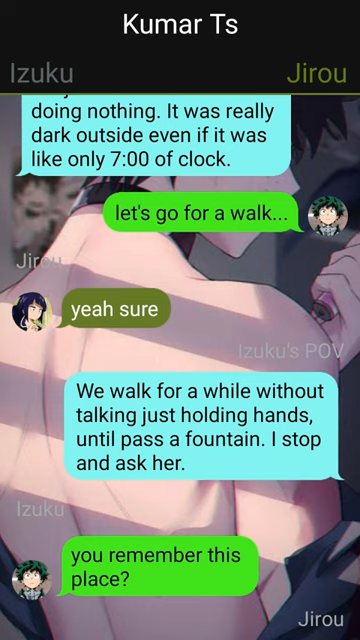 Kumar Ts
Izuku
Jirou
doing nothing. It was really
dark outside even if it was
like only 7:00 of clock.
let's go for a walk...
Jirou
yeah sure
Izuku's POV
We walk for a while without
talking just holding hands,
until pass a fountain. I stop
and ask her.
Izuku
you remember this
place?
Jirou